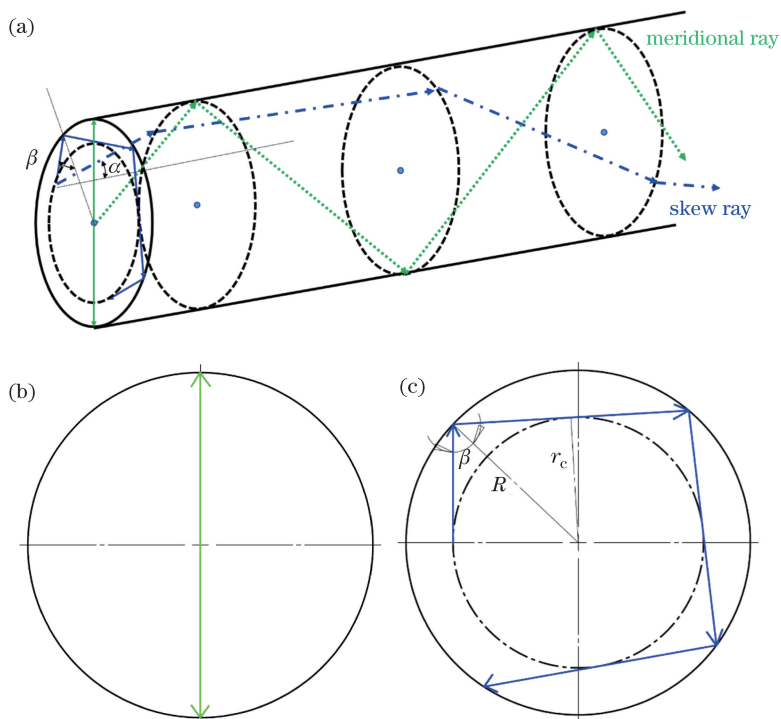 (a)
meridional ray
β
α
skew ray
(b)
(c)
β
r_c
R